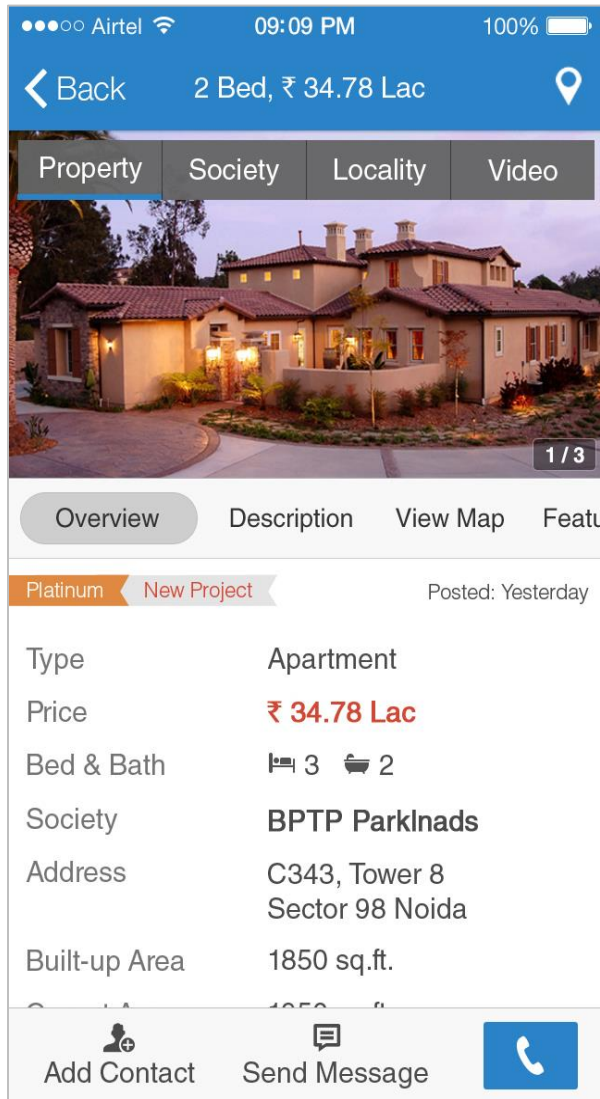 Airtel 09:09 PM 100%
Back 2 Bed, ₹ 34.78 Lac
Property Society Locality Video
1 / 3
Overview Description View Map Featu
Platinum New Project Posted: Yesterday
Type Apartment
Price ₹ 34.78 Lac
Bed & Bath 3 2
Society BPTP Parklnads
Address C343, Tower 8
Sector 98 Noida
Built-up Area 1850 sq.ft.
Add Contact Send Message